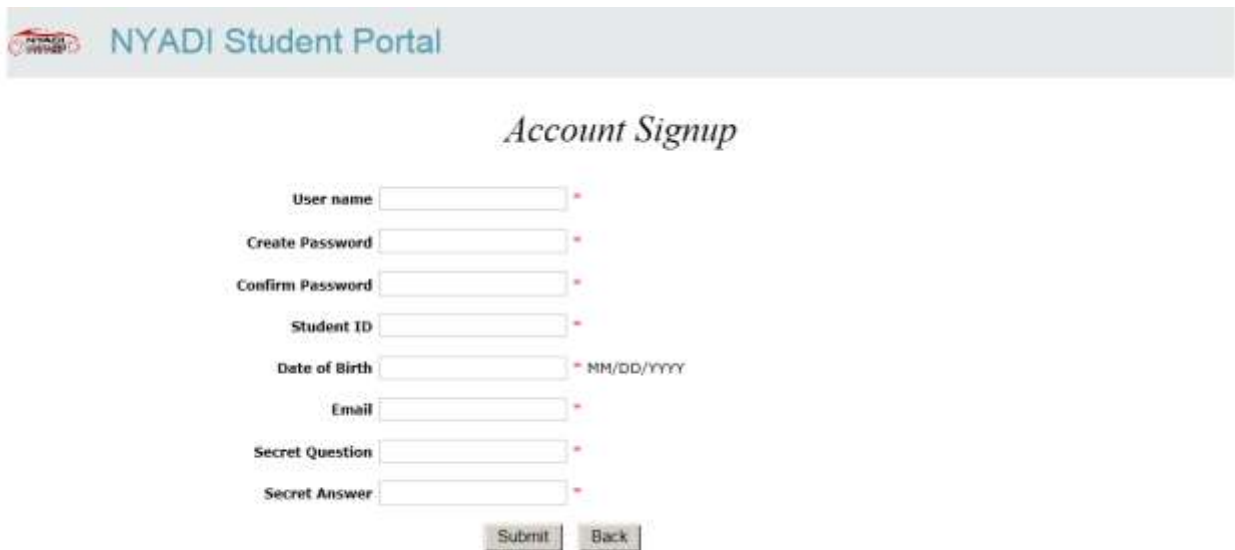 NYADI Student Portal
Account Signup
User name *
Create Password *
Confirm Password *
Student ID *
Date of Birth * MM/DD/YYYY
Email *
Secret Question *
Secret Answer *
Submit Back